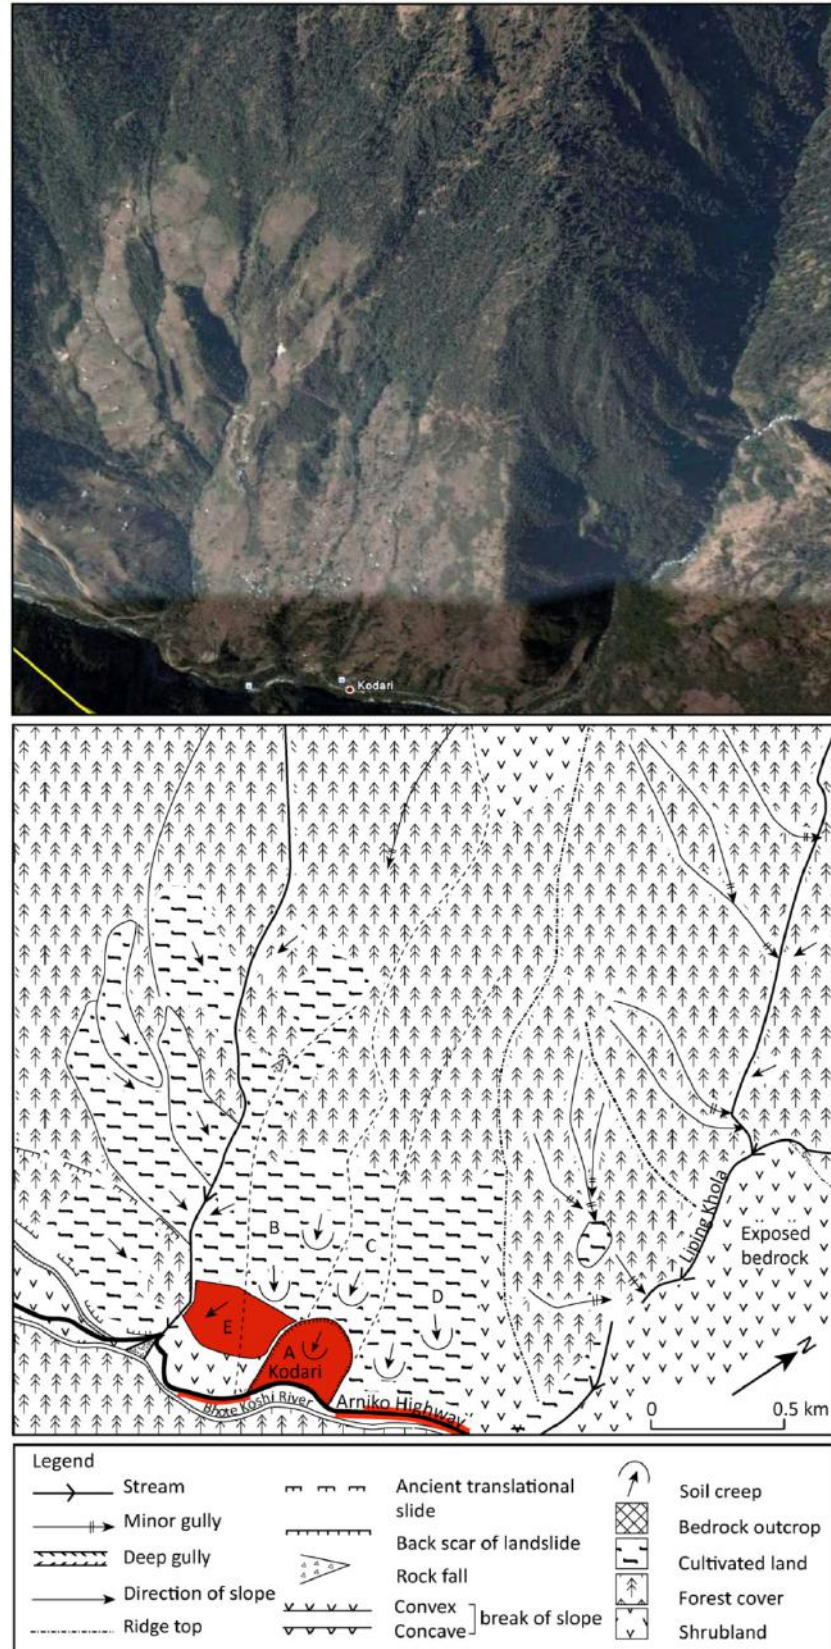 Kodari
B
C
D
E
A
Kodari
Bhote Koshi River
Arniko Highway
Liping Khola
Exposed
bedrock
N
0 0.5 km
Legend
Stream
Minor gully
Deep gully
Direction of slope
Ridge top
Ancient translational
slide
Back scar of landslide
Rock fall
Convex
Concave
break of slope
Soil creep
Bedrock outcrop
Cultivated land
Forest cover
Shrubland